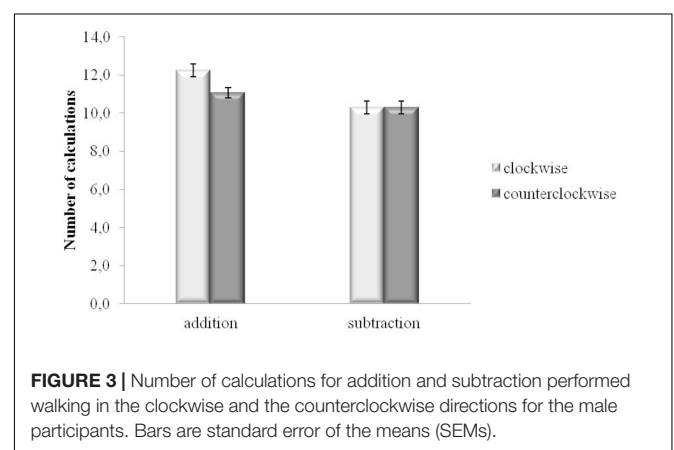 14,0
12,0
10,0
8,0
6,0
4,0
2,0
0,0
Number of calculations
addition
subtraction
clockwise
counterclockwise
FIGURE 3 | Number of calculations for addition and subtraction performed
walking in the clockwise and the counterclockwise directions for the male
participants. Bars are standard error of the means (SEMs).